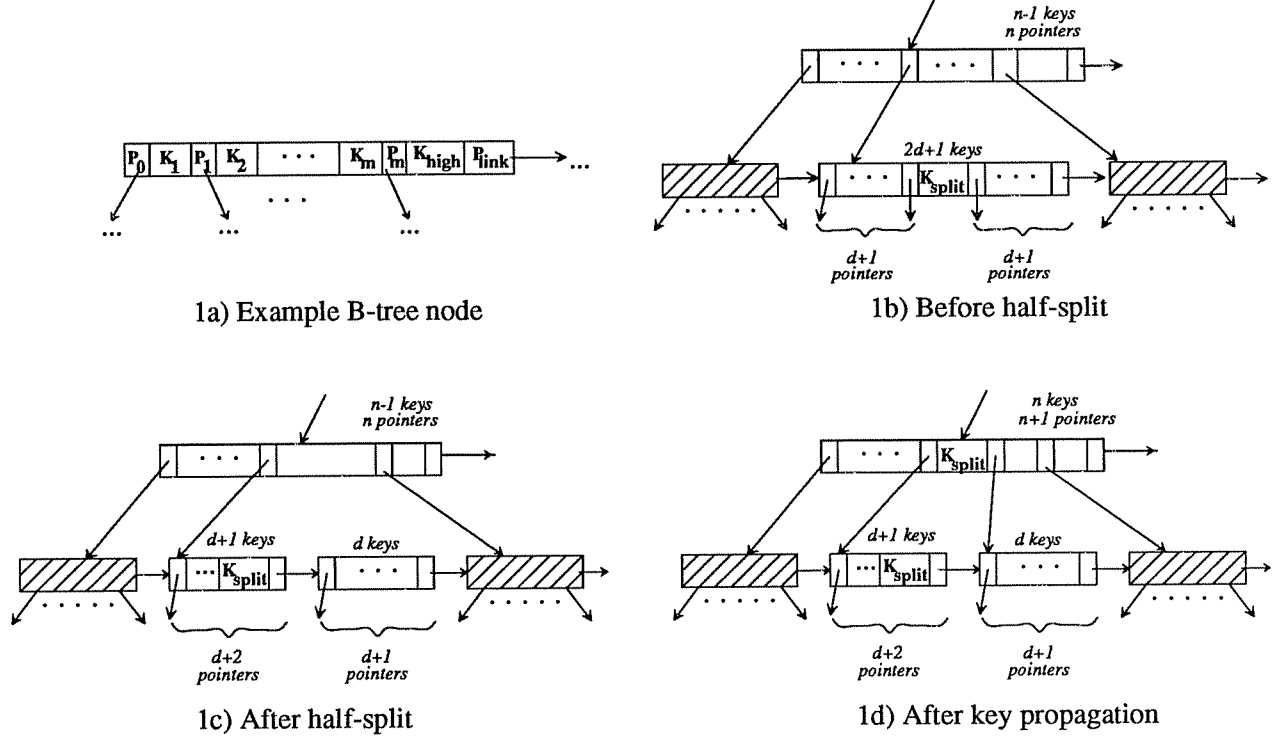 P0 K1 P1 K2 · · · Km Pm Khigh Plink ...
· · ·
... ... ...
1a) Example B-tree node
n-1 keys
n pointers
· · · · · ·
2d+1 keys
· · · Ksplit · · ·
· · · · · · · · · ·
d+1 d+1
pointers pointers
1b) Before half-split
n-1 keys
n pointers
· · ·
d+1 keys d keys
··· Ksplit · · ·
· · · · · · · · · ·
d+2 d+1
pointers pointers
1c) After half-split
n keys
n+1 pointers
· · · Ksplit
d+1 keys d keys
··· Ksplit · · ·
· · · · · · · · · ·
d+2 d+1
pointers pointers
1d) After key propagation